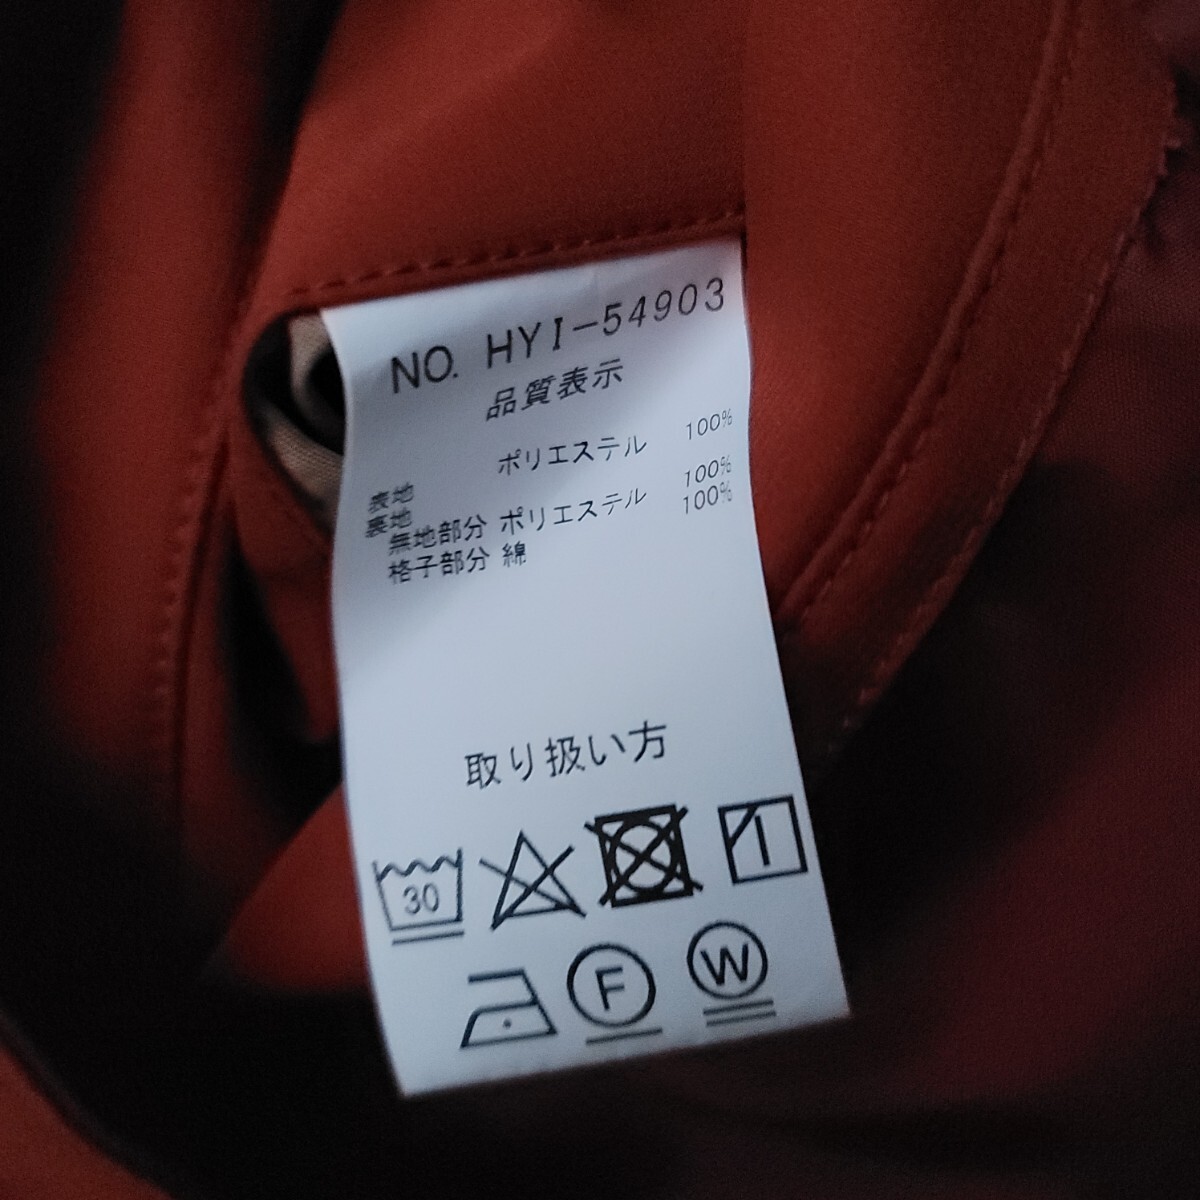 NO. HYI-54903
品質表示
表地 ポリエステル 100%
裏地
無地部分 ポリエステル 100%
格子部分 綿 100%
取り扱い方
30
F W